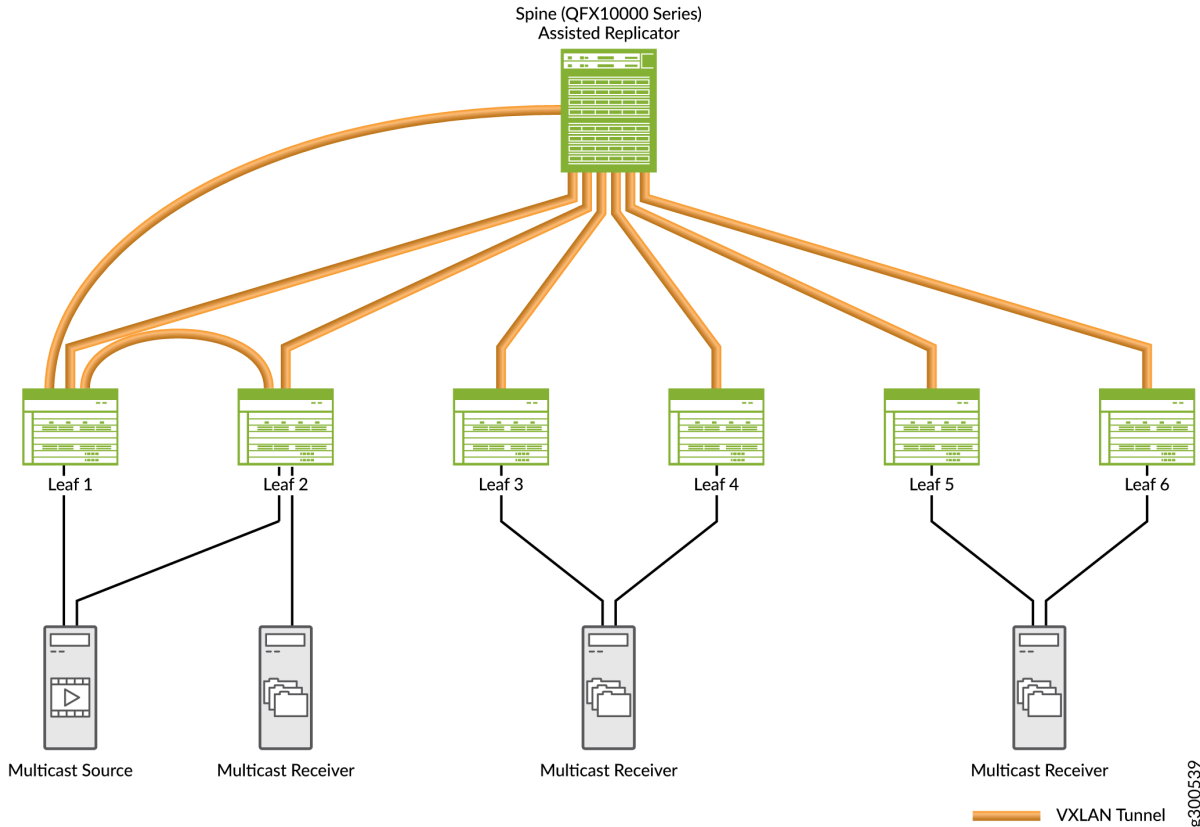 Spine (QFX10000 Series)
Assisted Replicator
Leaf 1
Leaf 2
Leaf 3
Leaf 4
Leaf 5
Leaf 6
Multicast Source
Multicast Receiver
Multicast Receiver
Multicast Receiver
VXLAN Tunnel
g300539